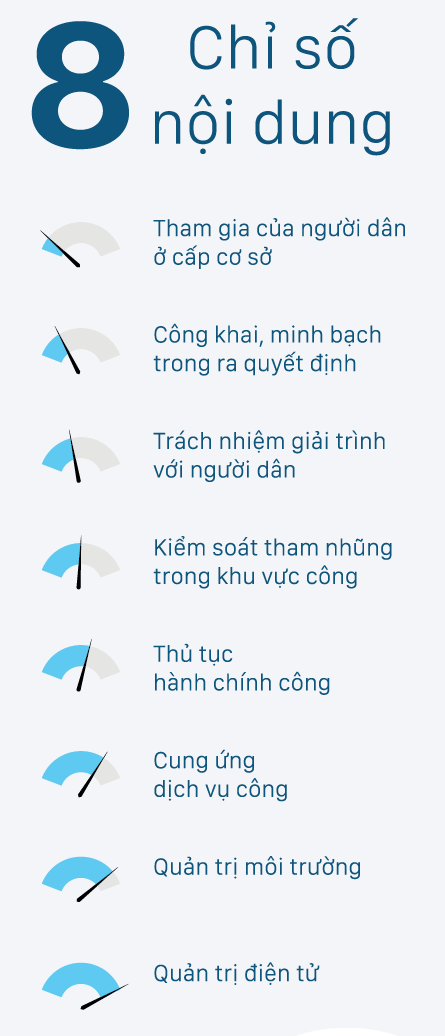 8 Chỉ số
nội dung
Tham gia của người dân
ở cấp cơ sở
Công khai, minh bạch
trong ra quyết định
Trách nhiệm giải trình
với người dân
Kiểm soát tham nhũng
trong khu vực công
Thủ tục
hành chính công
Cung ứng
dịch vụ công
Quản trị môi trường
Quản trị điện tử